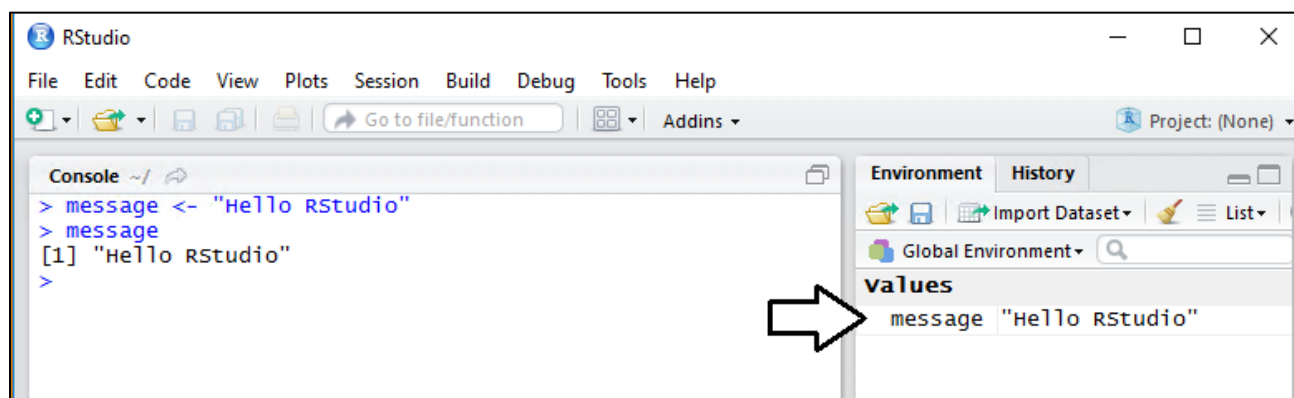 RStudio
File Edit Code View Plots Session Build Debug Tools Help
Go to file/function Addins Project: (None)
Console ~/
> message <- "Hello RStudio"
> message
[1] "Hello RStudio"
>
Environment History
Import Dataset List
Global Environment
Values
message "Hello RStudio"